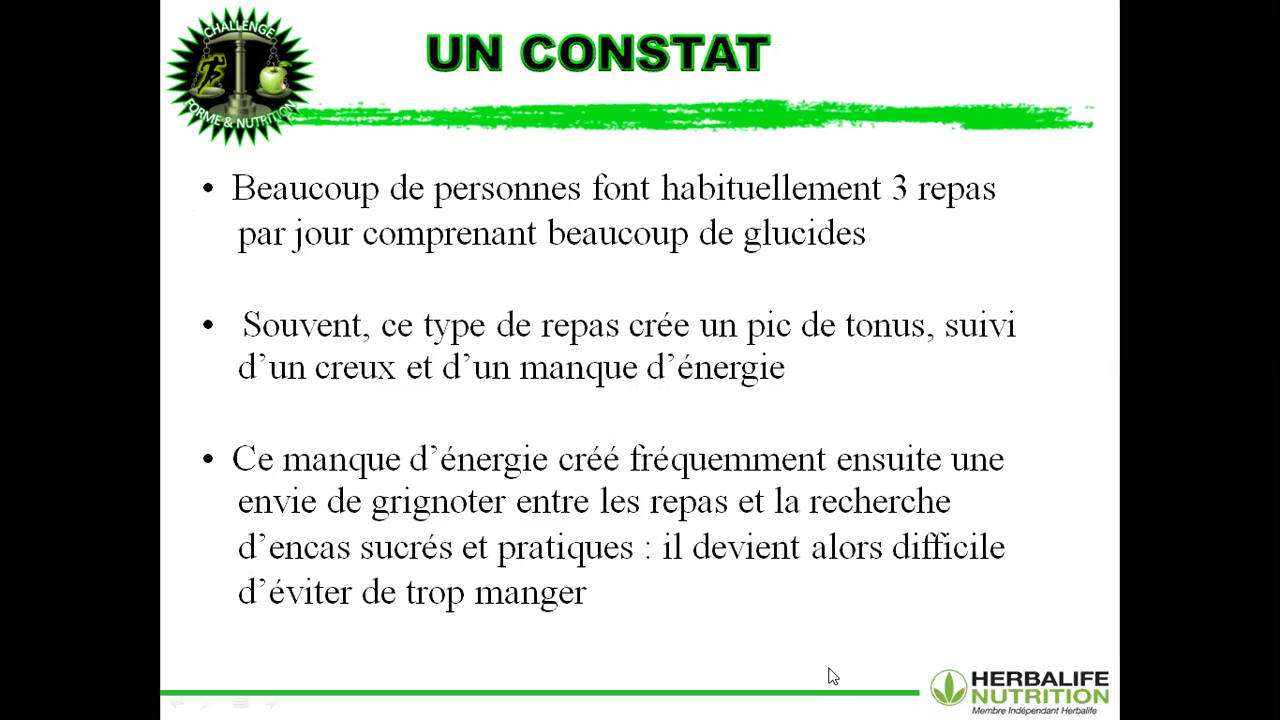 CHALLENGE
FORME & NUTRITION
UN CONSTAT
• Beaucoup de personnes font habituellement 3 repas
par jour comprenant beaucoup de glucides
• Souvent, ce type de repas crée un pic de tonus, suivi
d’un creux et d’un manque d’énergie
• Ce manque d’énergie créé fréquemment ensuite une
envie de grignoter entre les repas et la recherche
d’encas sucrés et pratiques : il devient alors difficile
d’éviter de trop manger
HERBALIFE
NUTRITION
Membre Indépendant Herbalife